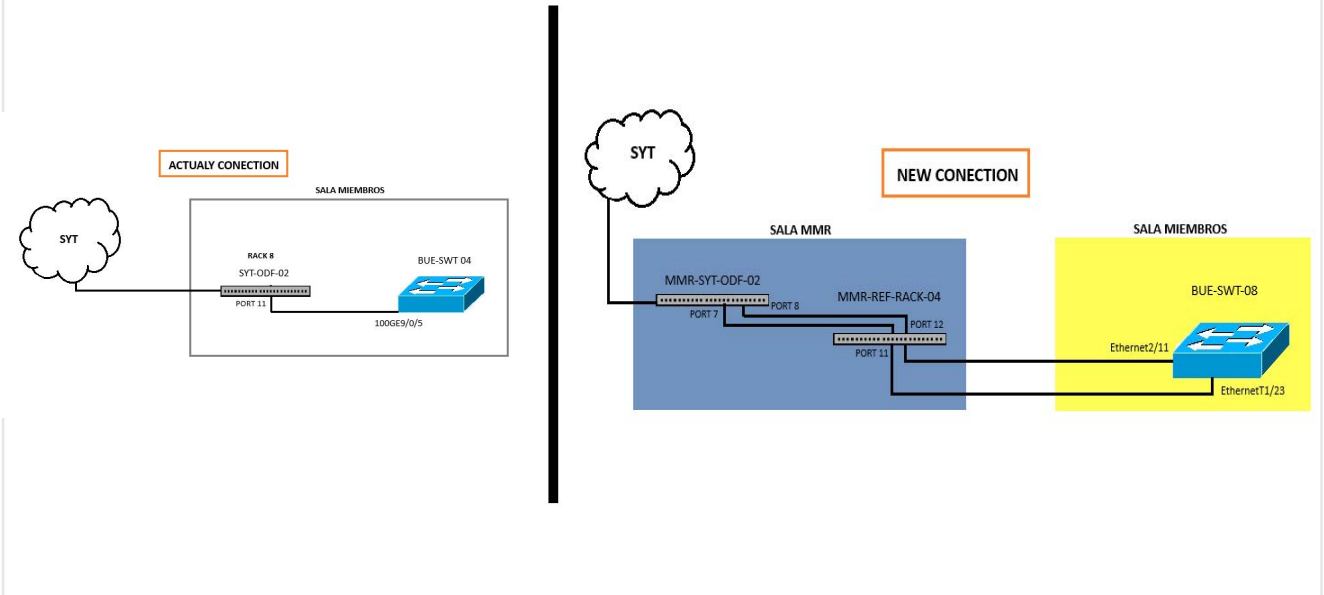 ACTUALY CONECTION
SALA MIEMBROS
SYT
RACK 8
SYT-ODF-02
PORT 11
BUE-SWT 04
100GE9/0/5
NEW CONECTION
SYT
SALA MMR
SALA MIEMBROS
MMR-SYT-ODF-02
PORT 7
PORT 8
MMR-REF-RACK-04
PORT 12
PORT 11
BUE-SWT-08
Ethernet2/11
EthernetT1/23